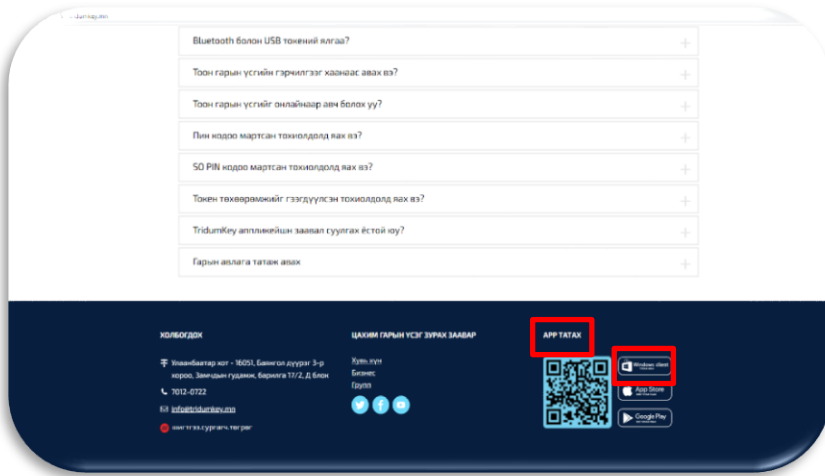 tridumkey.mn
Bluetooth болон USB токений ялгаа?
Тоон гарын үсгийн гэрчилгээг хаанаас авах вэ?
Тоон гарын үсгийг онлайнаар авч болох уу?
Пин кодоо мартсан тохиолдолд яах вэ?
SO PIN кодоо мартсан тохиолдолд яах вэ?
Токен төхөөрөмжийг гээгдүүлсэн тохиолдолд яах вэ?
TridumKey аппликейшн заавал суулгах ёстой юу?
Гарын авлага татаж авах
ХОЛБОГДОХ
Улаанбаатар хот - 16051, Баянгол дүүрэг 3-р
хороо, Замчдын гудамж, барилга 17/2, Д блок
7012-0722
info@tridumkey.mn
ЦАХИМ ГАРЫН ҮСЭГ ЗУРАХ ЗААВАР
Хувь хүн
Бизнес
Групп
APP ТАТАХ
Windows client
App Store
Google Play